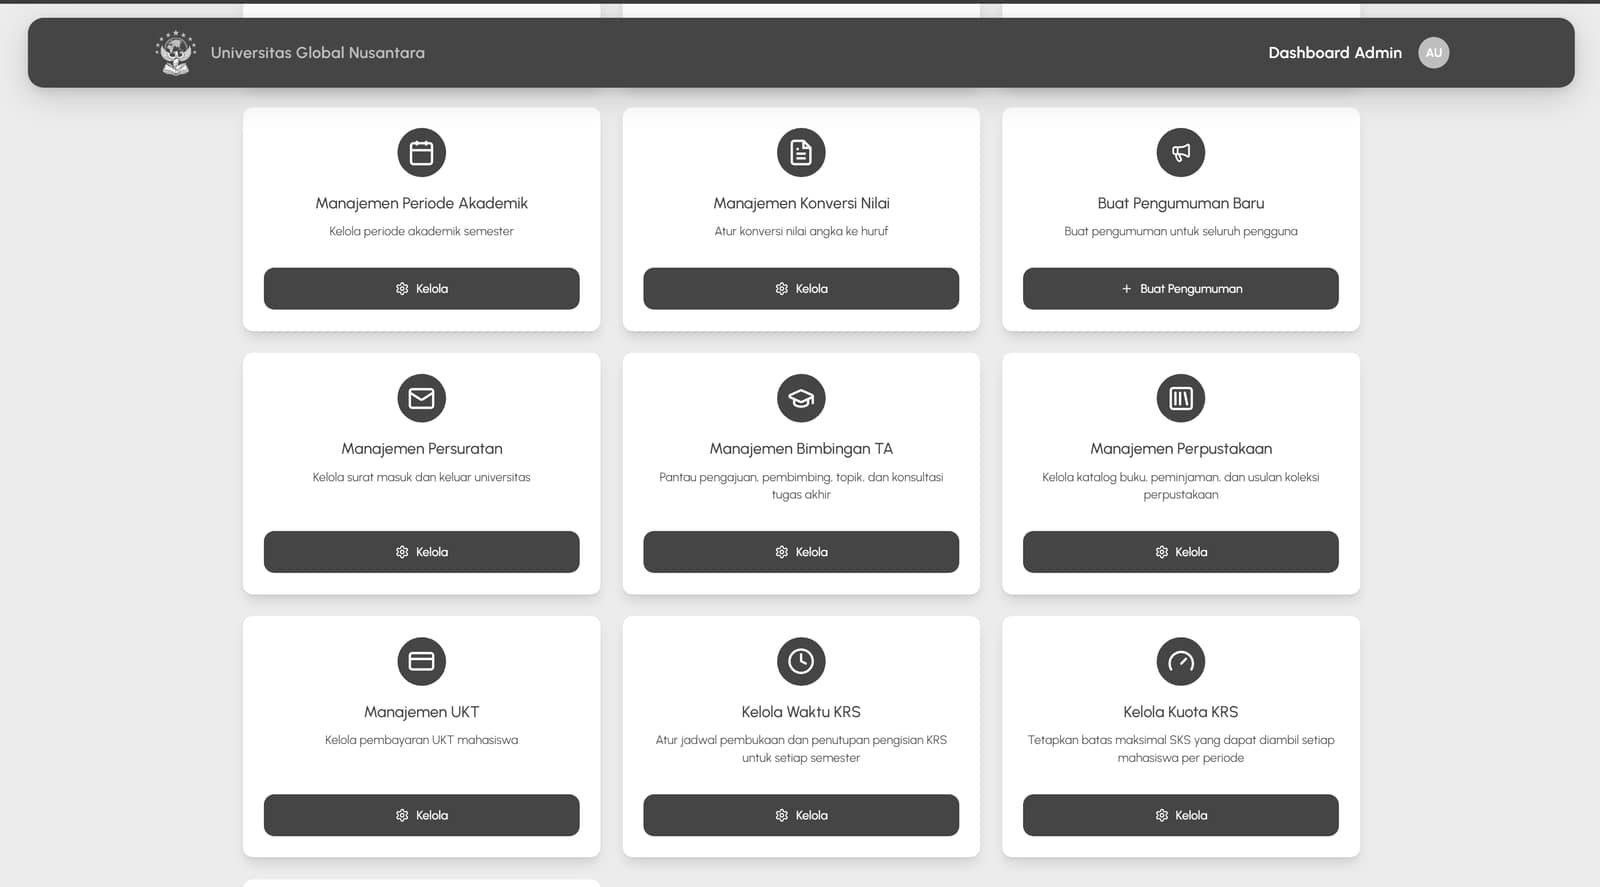 Universitas Global Nusantara
Dashboard Admin
AU
Manajemen Periode Akademik
Kelola periode akademik semester
Kelola
Manajemen Konversi Nilai
Atur konversi nilai angka ke huruf
Kelola
Buat Pengumuman Baru
Buat pengumuman untuk seluruh pengguna
Buat Pengumuman
Manajemen Persuratan
Kelola surat masuk dan keluar universitas
Kelola
Manajemen Bimbingan TA
Pantau pengajuan, pembimbing, topik, dan konsultasi
tugas akhir
Kelola
Manajemen Perpustakaan
Kelola katalog buku, peminjaman, dan usulan koleksi
perpustakaan
Kelola
Manajemen UKT
Kelola pembayaran UKT mahasiswa
Kelola
Kelola Waktu KRS
Atur jadwal pembukaan dan penutupan pengisian KRS
untuk setiap semester
Kelola
Kelola Kuota KRS
Tetapkan batas maksimal SKS yang dapat diambil setiap
mahasiswa per periode
Kelola